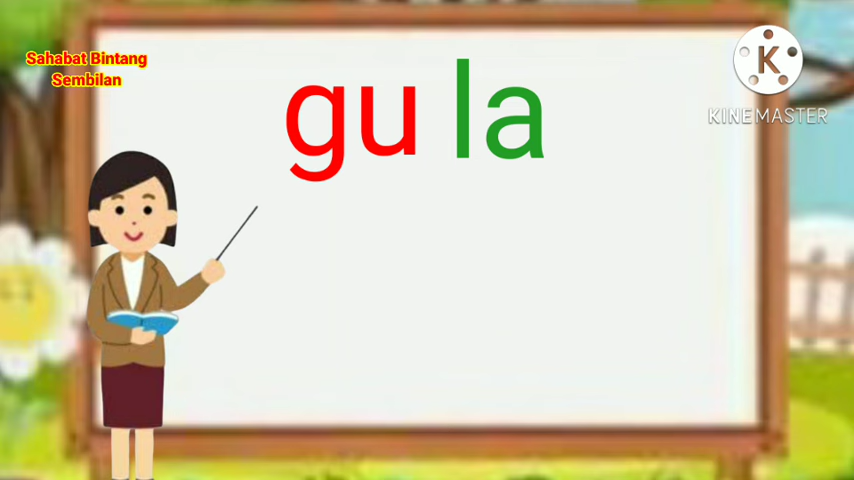 Sahabat Bintang
Sembilan
gu la
K
KINEMASTER